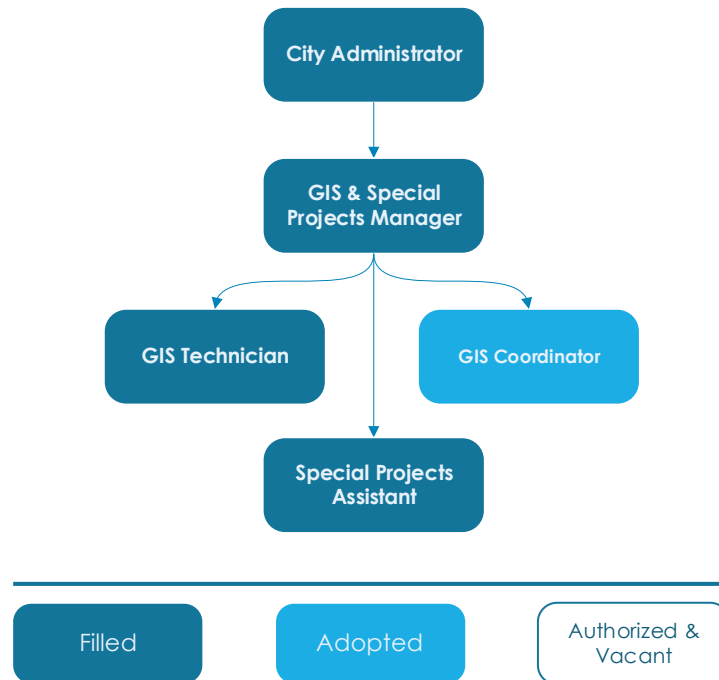 City Administrator
GIS & Special
Projects Manager
GIS Technician
GIS Coordinator
Special Projects
Assistant
Filled
Adopted
Authorized &
Vacant